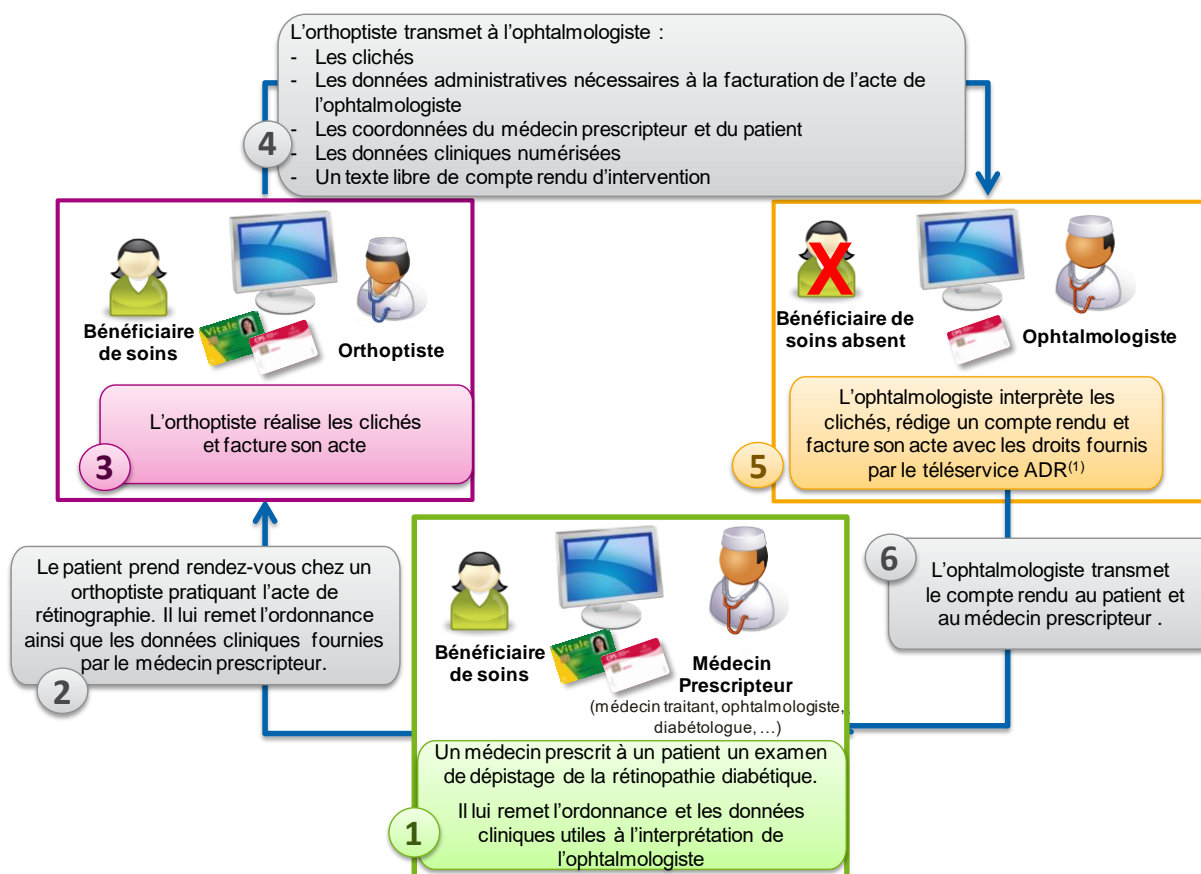 L'orthoptiste transmet à l'ophtalmologiste :
- Les clichés
- Les données administratives nécessaires à la facturation de l'acte de
l'ophtalmologiste
- Les coordonnées du médecin prescripteur et du patient
- Les données cliniques numérisées
- Un texte libre de compte rendu d'intervention
4
Bénéficiaire
de soins
Vitale
CPS
Orthoptiste
L'orthoptiste réalise les clichés
et facture son acte
3
X
Bénéficiaire de
soins absent
CPS
Ophtalmologiste
L'ophtalmologiste interprète les
clichés, rédige un compte rendu et
facture son acte avec les droits fournis
par le téléservice ADR(1)
5
Le patient prend rendez-vous chez un
orthoptiste pratiquant l'acte de
rétinographie. Il lui remet l'ordonnance
ainsi que les données cliniques fournies
par le médecin prescripteur.
2
6
L'ophtalmologiste transmet
le compte rendu au patient et
au médecin prescripteur .
Bénéficiaire
de soins
Vitale
CPS
Médecin
Prescripteur
(médecin traitant, ophtalmologiste,
diabétologue, …)
Un médecin prescrit à un patient un examen
de dépistage de la rétinopathie diabétique.
Il lui remet l'ordonnance et les données
cliniques utiles à l'interprétation de
l'ophtalmologiste
1